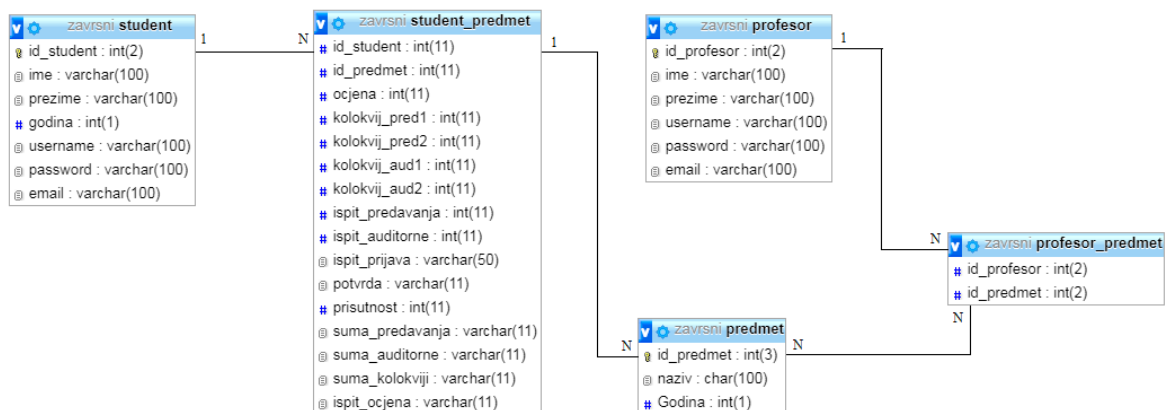 zavrsni student
id_student : int(2)
ime : varchar(100)
prezime : varchar(100)
godina : int(1)
username : varchar(100)
password : varchar(100)
email : varchar(100)
1
N
zavrsni student_predmet
id_student : int(11)
id_predmet : int(11)
ocjena : int(11)
kolokvij_pred1 : int(11)
kolokvij_pred2 : int(11)
kolokvij_aud1 : int(11)
kolokvij_aud2 : int(11)
ispit_predavanja : int(11)
ispit_auditorne : int(11)
ispit_prijava : varchar(50)
potvrda : varchar(11)
prisutnost : int(11)
suma_predavanja : varchar(11)
suma_auditorne : varchar(11)
suma_kolokviji : varchar(11)
ispit_ocjena : varchar(11)
1
N
zavrsni profesor
id_profesor : int(2)
ime : varchar(100)
prezime : varchar(100)
username : varchar(100)
password : varchar(100)
email : varchar(100)
1
N
zavrsni profesor_predmet
id_profesor : int(2)
id_predmet : int(2)
N
zavrsni predmet
id_predmet : int(3)
naziv : char(100)
Godina : int(1)
N